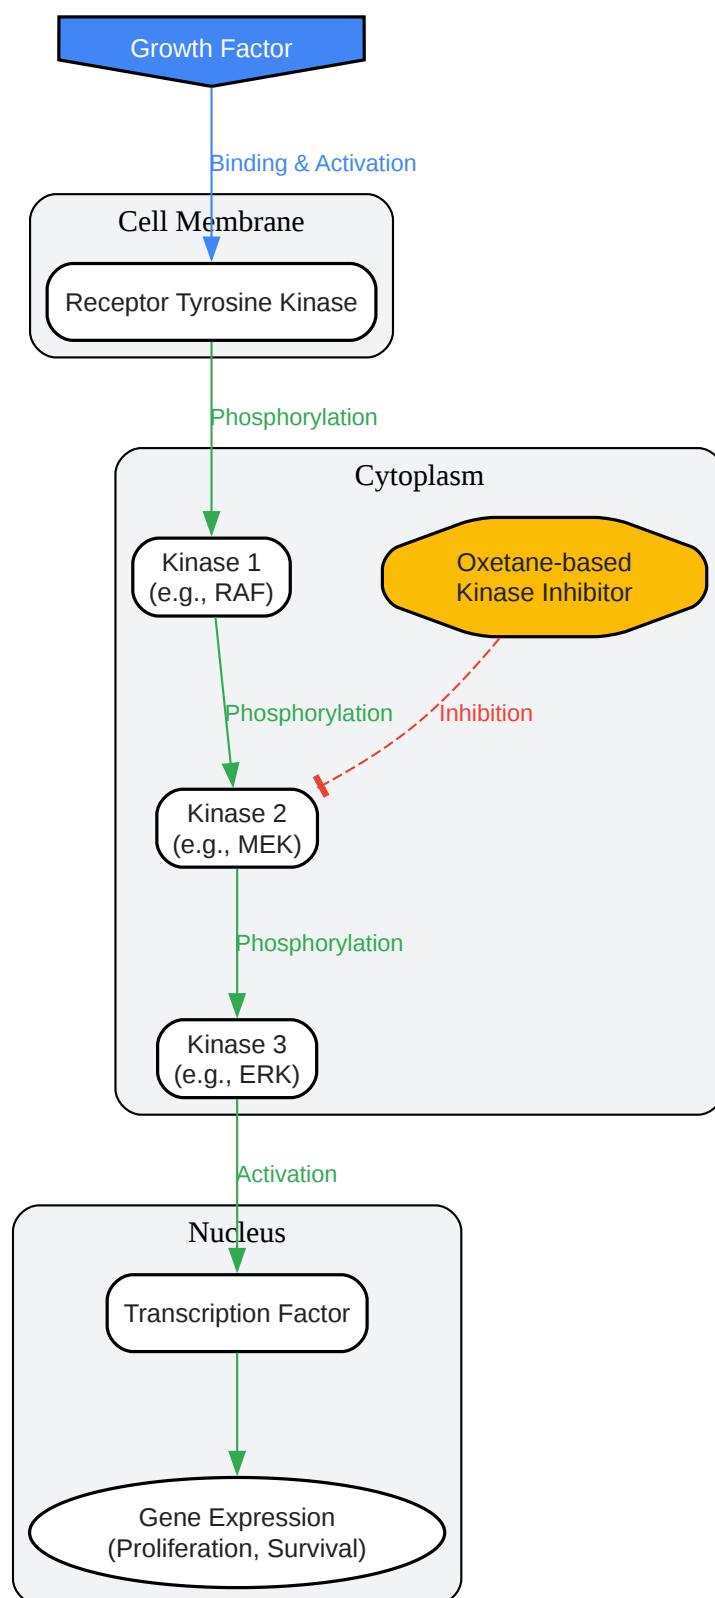 Growth Factor
Binding & Activation
Cell Membrane
Receptor Tyrosine Kinase
Phosphorylation
Cytoplasm
Kinase 1
(e.g., RAF)
Oxetane-based
Kinase Inhibitor
Phosphorylation
Inhibition
Kinase 2
(e.g., MEK)
Phosphorylation
Kinase 3
(e.g., ERK)
Activation
Nucleus
Transcription Factor
Gene Expression
(Proliferation, Survival)